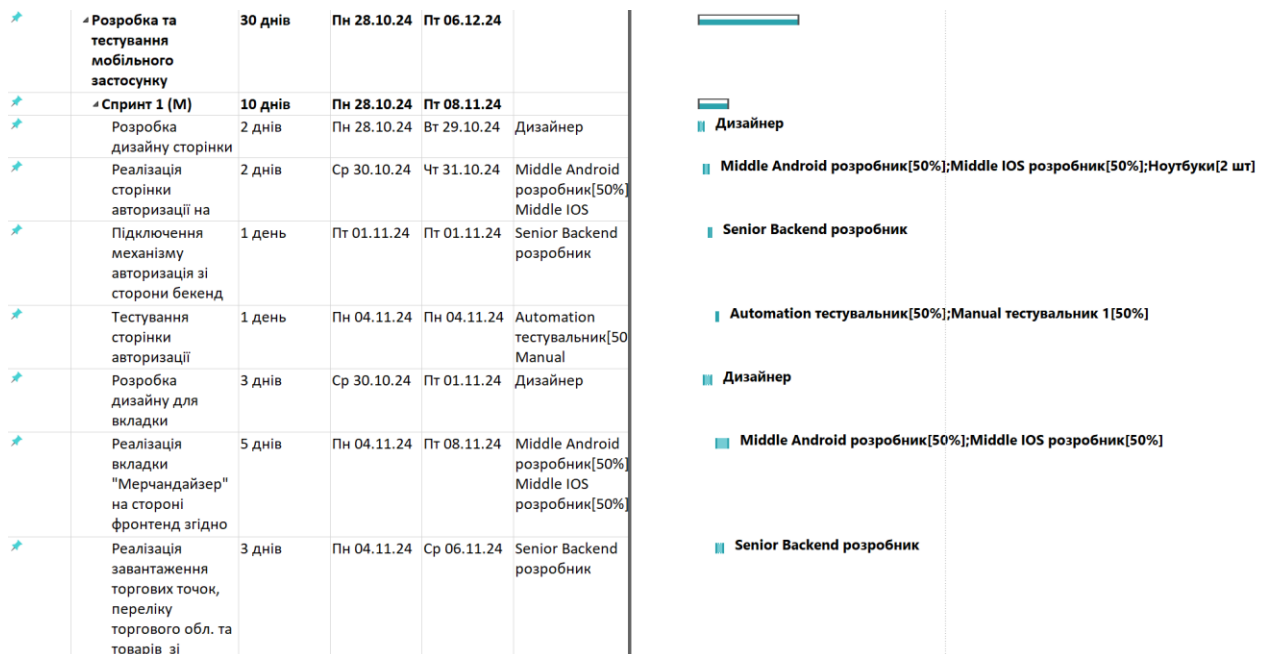 Розробка та 30 днів Пн 28.10.24 Пт 06.12.24
тестування
мобільного
застосунку
Спринт 1 (M) 10 днів Пн 28.10.24 Пт 08.11.24
Розробка 2 днів Пн 28.10.24 Вт 29.10.24 Дизайнер Дизайнер
дизайну сторінки
Реалізація 2 днів Ср 30.10.24 Чт 31.10.24 Middle Android Middle Android розробник[50%];Middle IOS розробник[50%];Ноутбуки[2 шт]
сторінки розробник[50%]
авторизації на Middle IOS
Підключення 1 день Пт 01.11.24 Пт 01.11.24 Senior Backend Senior Backend розробник
механізму розробник
авторизація зі
сторони бекенд
Тестування 1 день Пн 04.11.24 Пн 04.11.24 Automation Automation тестувальник[50%];Manual тестувальник 1[50%]
сторінки тестувальник[50
авторизації Manual
Розробка 3 днів Ср 30.10.24 Пт 01.11.24 Дизайнер Дизайнер
дизайну для
вкладки
Реалізація 5 днів Пн 04.11.24 Пт 08.11.24 Middle Android Middle Android розробник[50%];Middle IOS розробник[50%]
вкладки розробник[50%]
"Мерчандайзер" Middle IOS
на стороні розробник[50%]
фронтенд згідно
Реалізація 3 днів Пн 04.11.24 Ср 06.11.24 Senior Backend Senior Backend розробник
завантаження розробник
торгових точок,
переліку
торгового обл. та
товарів зі